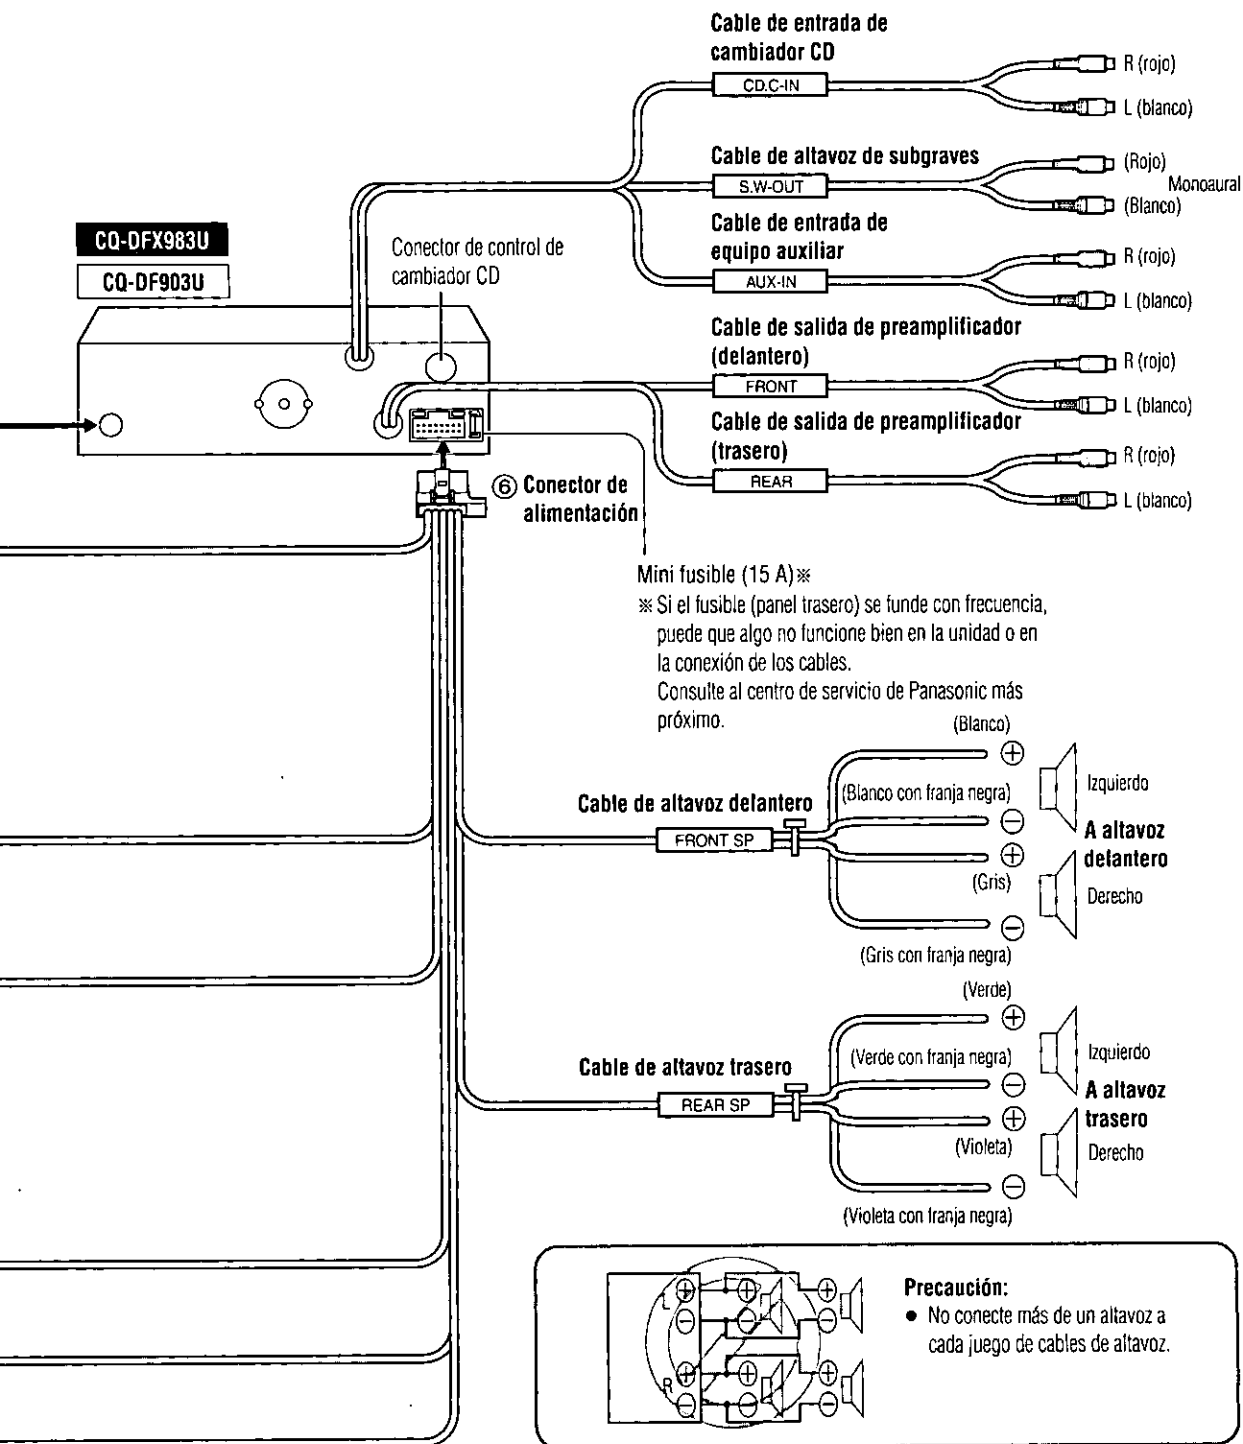 Cable de entrada de
cambiador CD
CD.C-IN
R (rojo)
L (blanco)
Cable de altavoz de subgraves
S.W-OUT
(Rojo)
Monoaural
(Blanco)
Cable de entrada de
equipo auxiliar
AUX-IN
R (rojo)
L (blanco)
CQ-DFX983U
CQ-DF903U
Conector de control de
cambiador CD
Cable de salida de preamplificador
(delantero)
FRONT
R (rojo)
L (blanco)
Cable de salida de preamplificador
(trasero)
REAR
R (rojo)
L (blanco)
⑥ Conector de
alimentación
Mini fusible (15 A)※
※ Si el fusible (panel trasero) se funde con frecuencia,
puede que algo no funcione bien en la unidad o en
la conexión de los cables.
Consulte al centro de servicio de Panasonic más
próximo.
Cable de altavoz delantero
FRONT SP
(Blanco)
+
(Blanco con franja negra)
−
Izquierdo
A altavoz
delantero
+
(Gris)
Derecho
−
(Gris con franja negra)
Cable de altavoz trasero
REAR SP
(Verde)
+
(Verde con franja negra)
−
Izquierdo
A altavoz
trasero
+
(Violeta)
Derecho
−
(Violeta con franja negra)
L
+ + +
− − −
R
+ + +
− − −
Precaución:
● No conecte más de un altavoz a
cada juego de cables de altavoz.